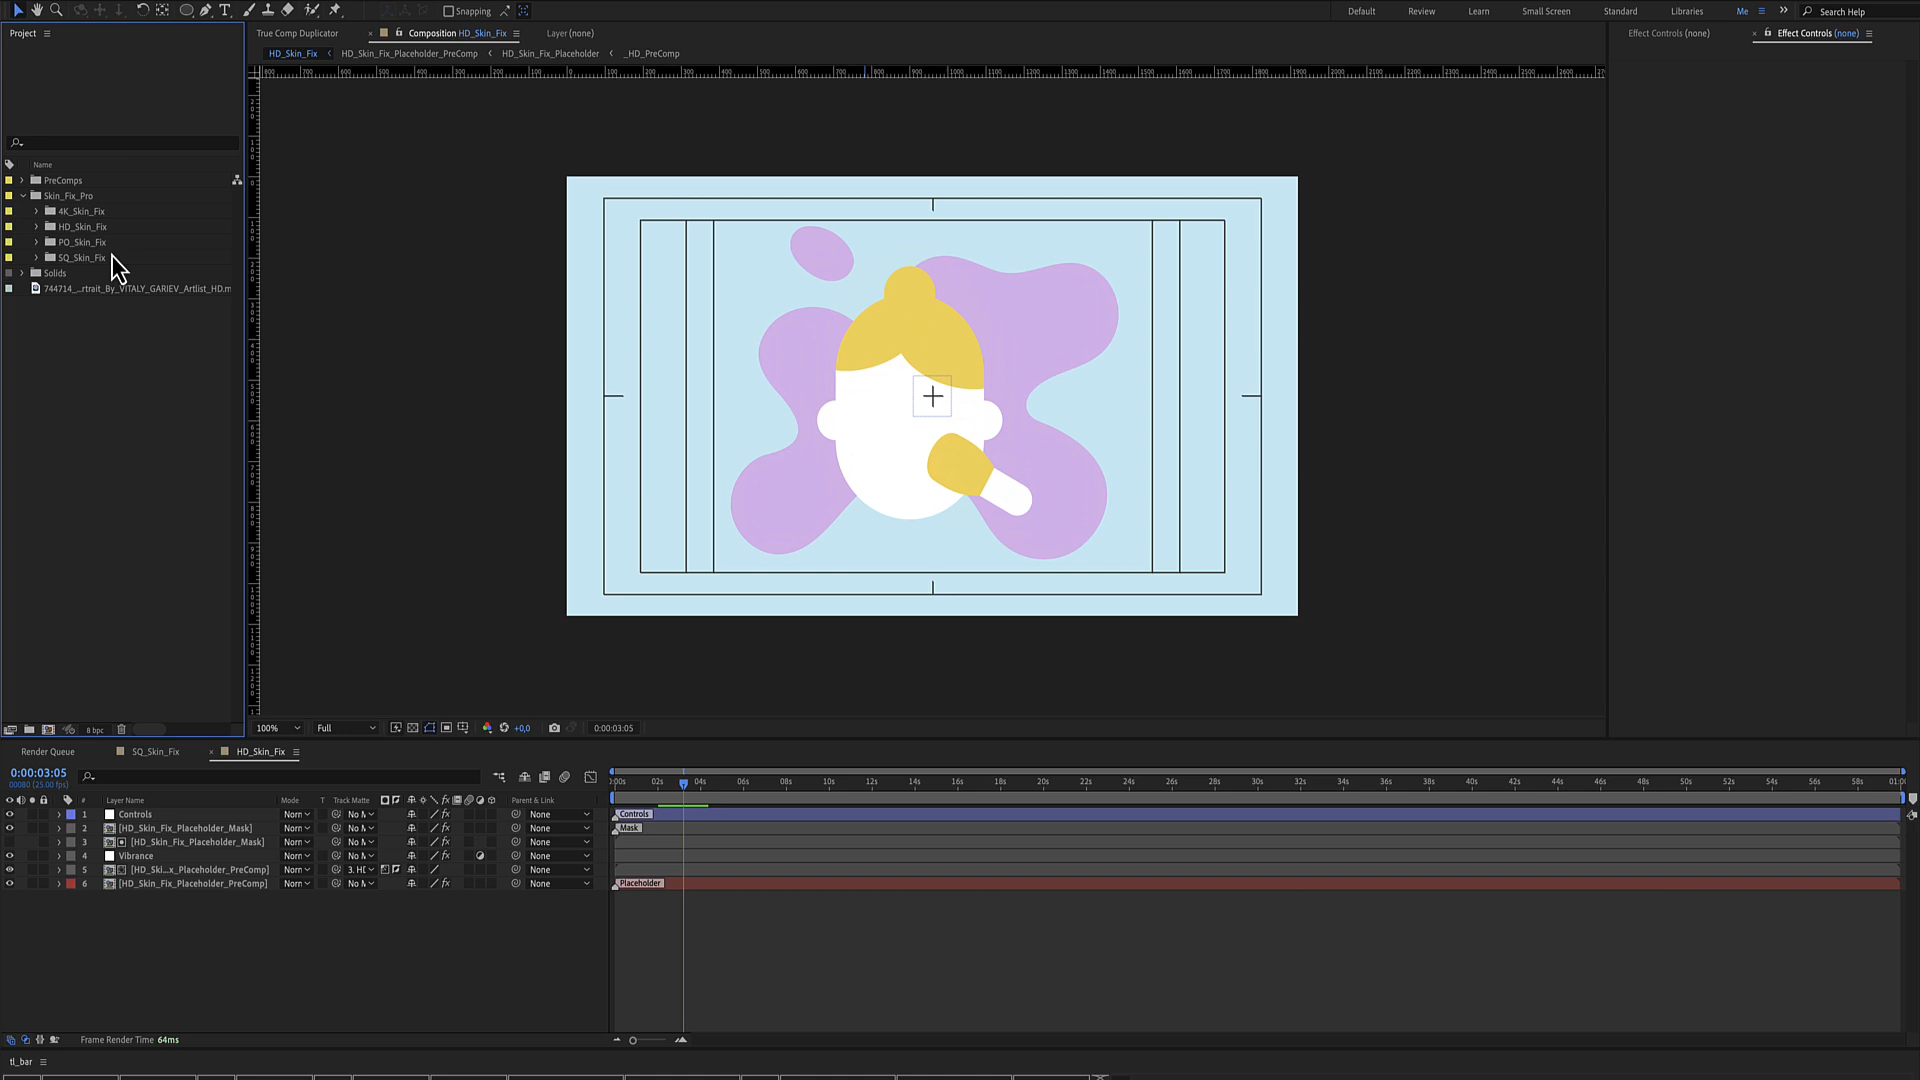 Snapping
Default
Review
Learn
Small Screen
Standard
Libraries
Me
Search Help
Project
True Comp Duplicator
Composition HD_Skin_Fix
Layer (none)
Effect Controls (none)
Effect Controls (none)
HD_Skin_Fix
HD_Skin_Fix_Placeholder_PreComp
HD_Skin_Fix_Placeholder
_HD_PreComp
Name
PreComps
Skin_Fix_Pro
4K_Skin_Fix
HD_Skin_Fix
PO_Skin_Fix
SQ_Skin_Fix
Solids
744714_...rtrait_By_VITALY_GARIEV_Artlist_HD.m
8 bpc
100%
Full
+0,0
0:00:03:05
Render Queue
SQ_Skin_Fix
HD_Skin_Fix
0:00:03:05
00080 (25.00 fps)
# Layer Name Mode T Track Matte Parent & Link
:00s 02s 04s 06s 08s 10s 12s 14s 16s 18s 20s 22s 24s 26s 28s 30s 32s 34s 36s 38s 40s 42s 44s 46s 48s 50s 52s 54s 56s 58s 01:00
1 Controls Norm No M None Controls
2 [HD_Skin_Fix_Placeholder_Mask] Norm No M None Mask
3 [HD_Skin_Fix_Placeholder_Mask] Norm No M None
4 Vibrance Norm No M None
5 [HD_Ski...x_Placeholder_PreComp] Norm 3. HD None
6 [HD_Skin_Fix_Placeholder_PreComp] Norm No M None Placeholder
Frame Render Time 64ms
tl_bar